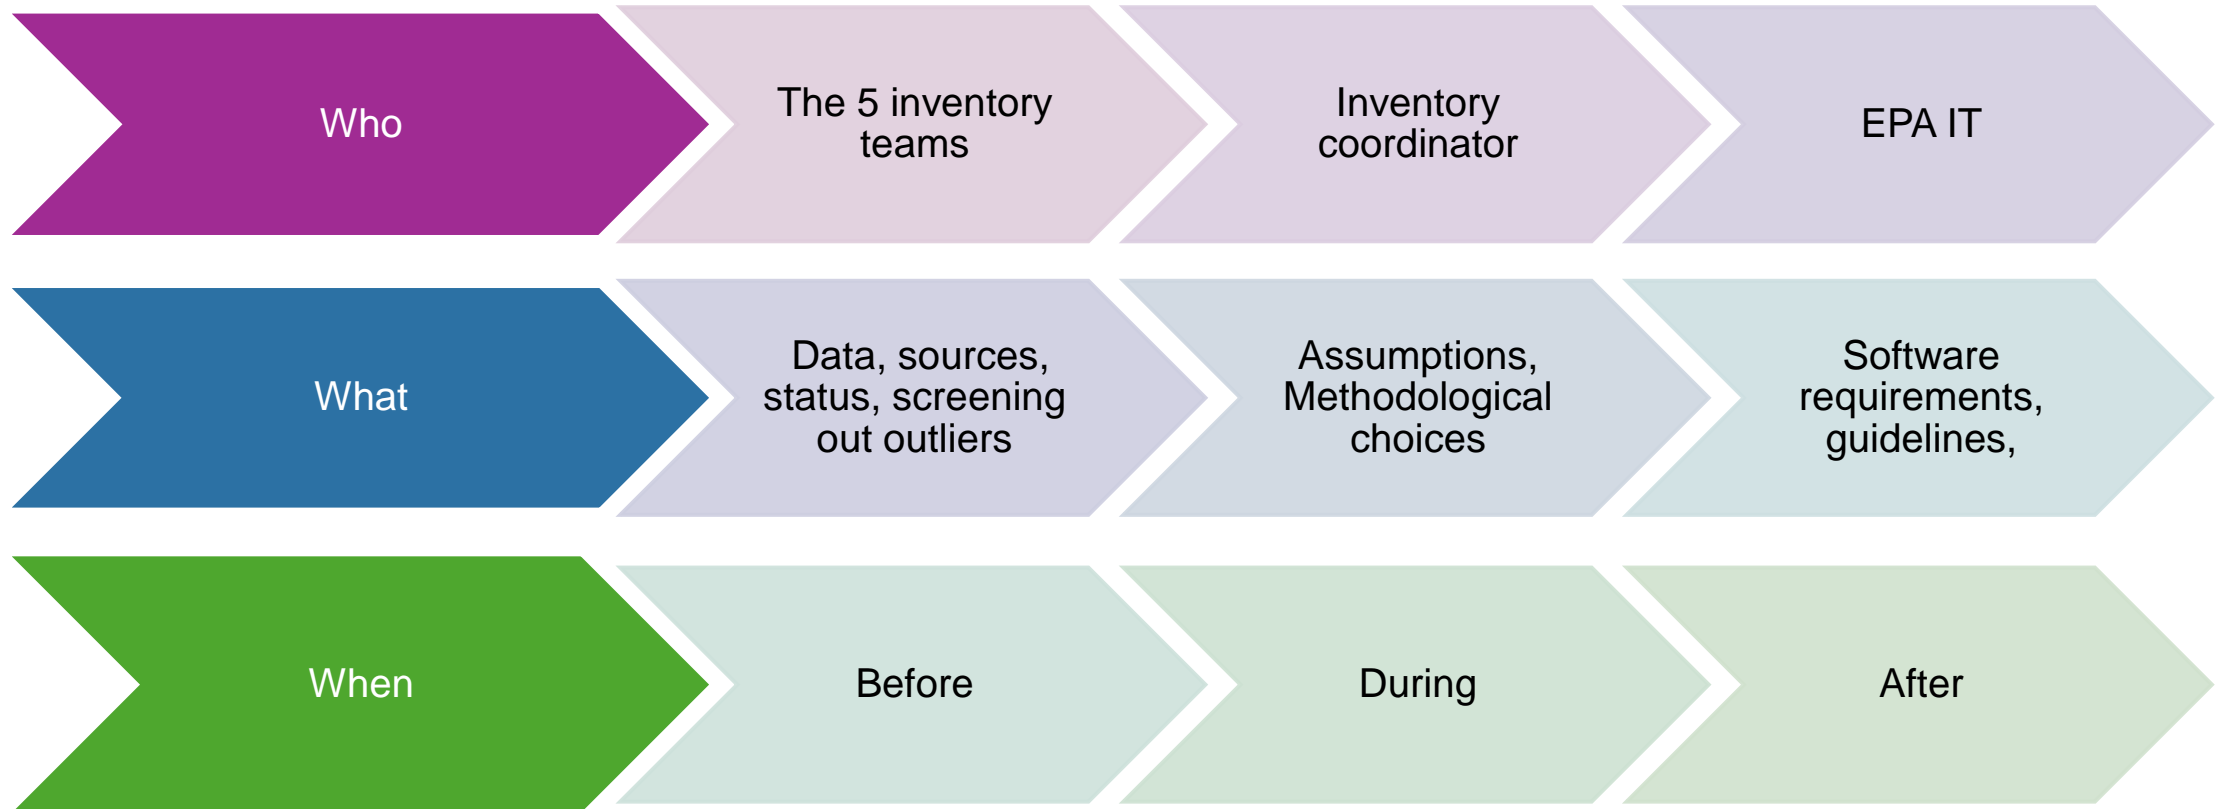 Who
The 5 inventory
teams
Inventory
coordinator
EPA IT
What
Data, sources,
status, screening
out outliers
Assumptions,
Methodological
choices
Software
requirements,
guidelines,
When
Before
During
After